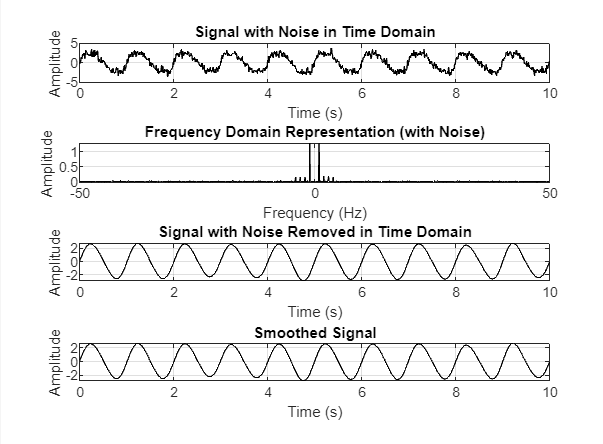 Signal with Noise in Time Domain
Amplitude
5
0
-5
0 2 4 6 8 10
Time (s)
Frequency Domain Representation (with Noise)
Amplitude
1
0.5
0
-50 0 50
Frequency (Hz)
Signal with Noise Removed in Time Domain
Amplitude
2
0
-2
0 2 4 6 8 10
Time (s)
Smoothed Signal
Amplitude
2
0
-2
0 2 4 6 8 10
Time (s)